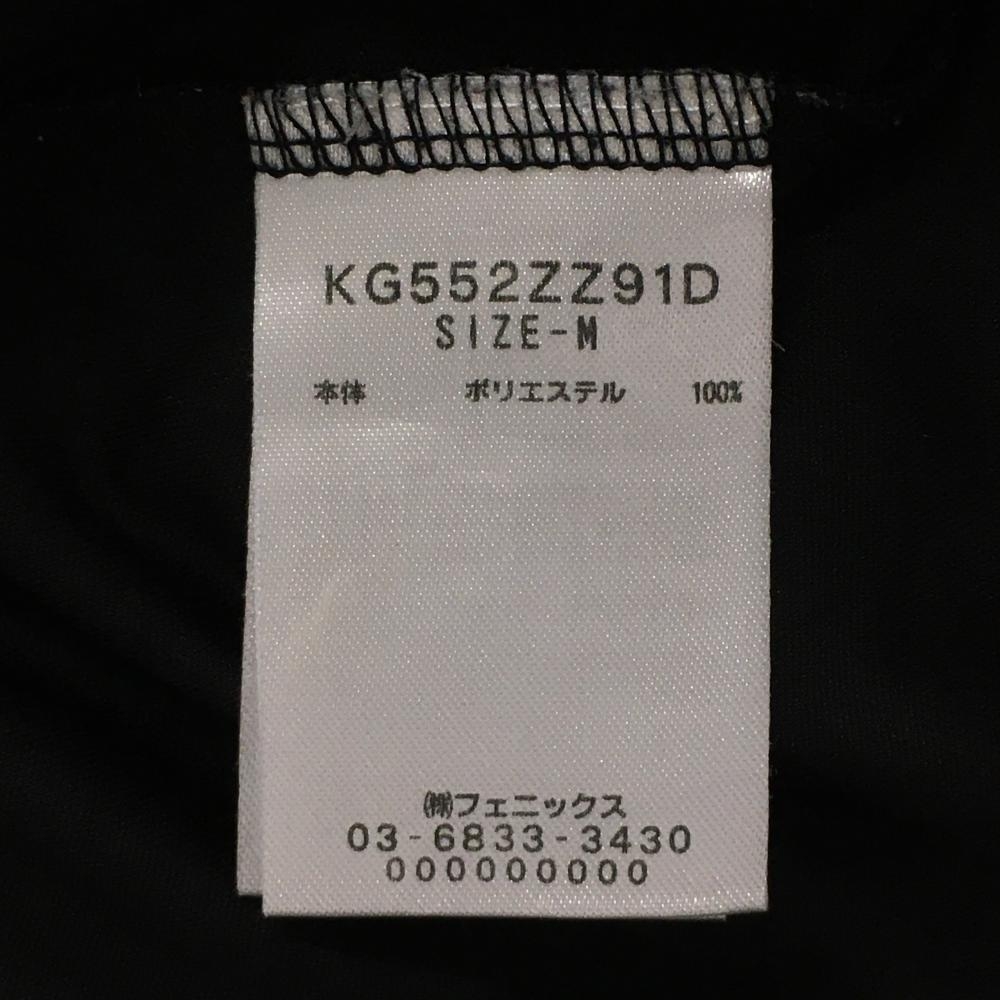 KG552ZZ91D
SIZE-M
本体 ポリエステル 100%
㈱フェニックス
03-6833-3430
000000000